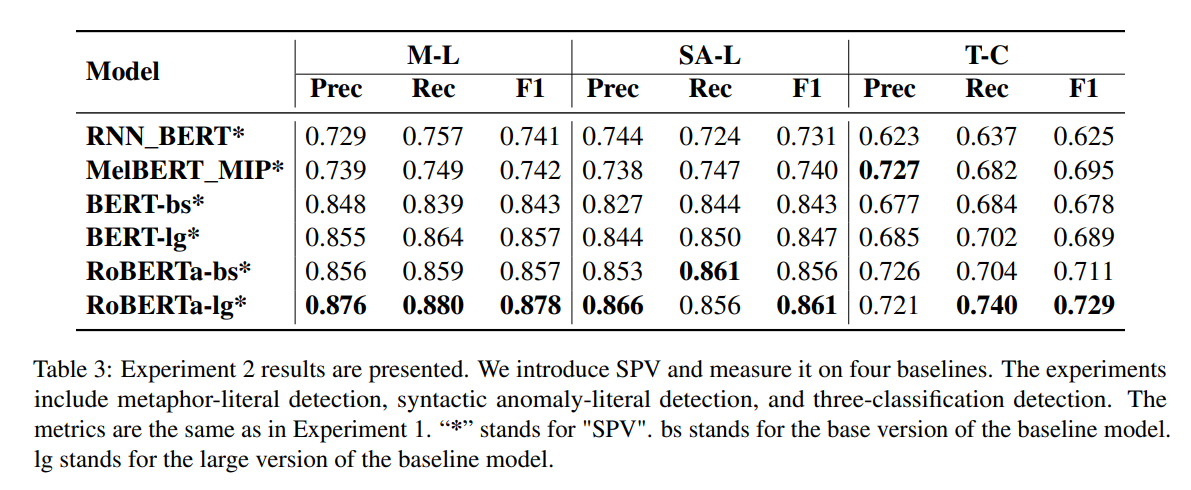 Model M-L SA-L T-C
Prec Rec F1 Prec Rec F1 Prec Rec F1
RNN_BERT* 0.729 0.757 0.741 0.744 0.724 0.731 0.623 0.637 0.625
MelBERT_MIP* 0.739 0.749 0.742 0.738 0.747 0.740 0.727 0.682 0.695
BERT-bs* 0.848 0.839 0.843 0.827 0.844 0.843 0.677 0.684 0.678
BERT-lg* 0.855 0.864 0.857 0.844 0.850 0.847 0.685 0.702 0.689
RoBERTa-bs* 0.856 0.859 0.857 0.853 0.861 0.856 0.726 0.704 0.711
RoBERTa-lg* 0.876 0.880 0.878 0.866 0.856 0.861 0.721 0.740 0.729
Table 3: Experiment 2 results are presented. We introduce SPV and measure it on four baselines. The experiments
include metaphor-literal detection, syntactic anomaly-literal detection, and three-classification detection. The
metrics are the same as in Experiment 1. “*” stands for "SPV". bs stands for the base version of the baseline model.
lg stands for the large version of the baseline model.